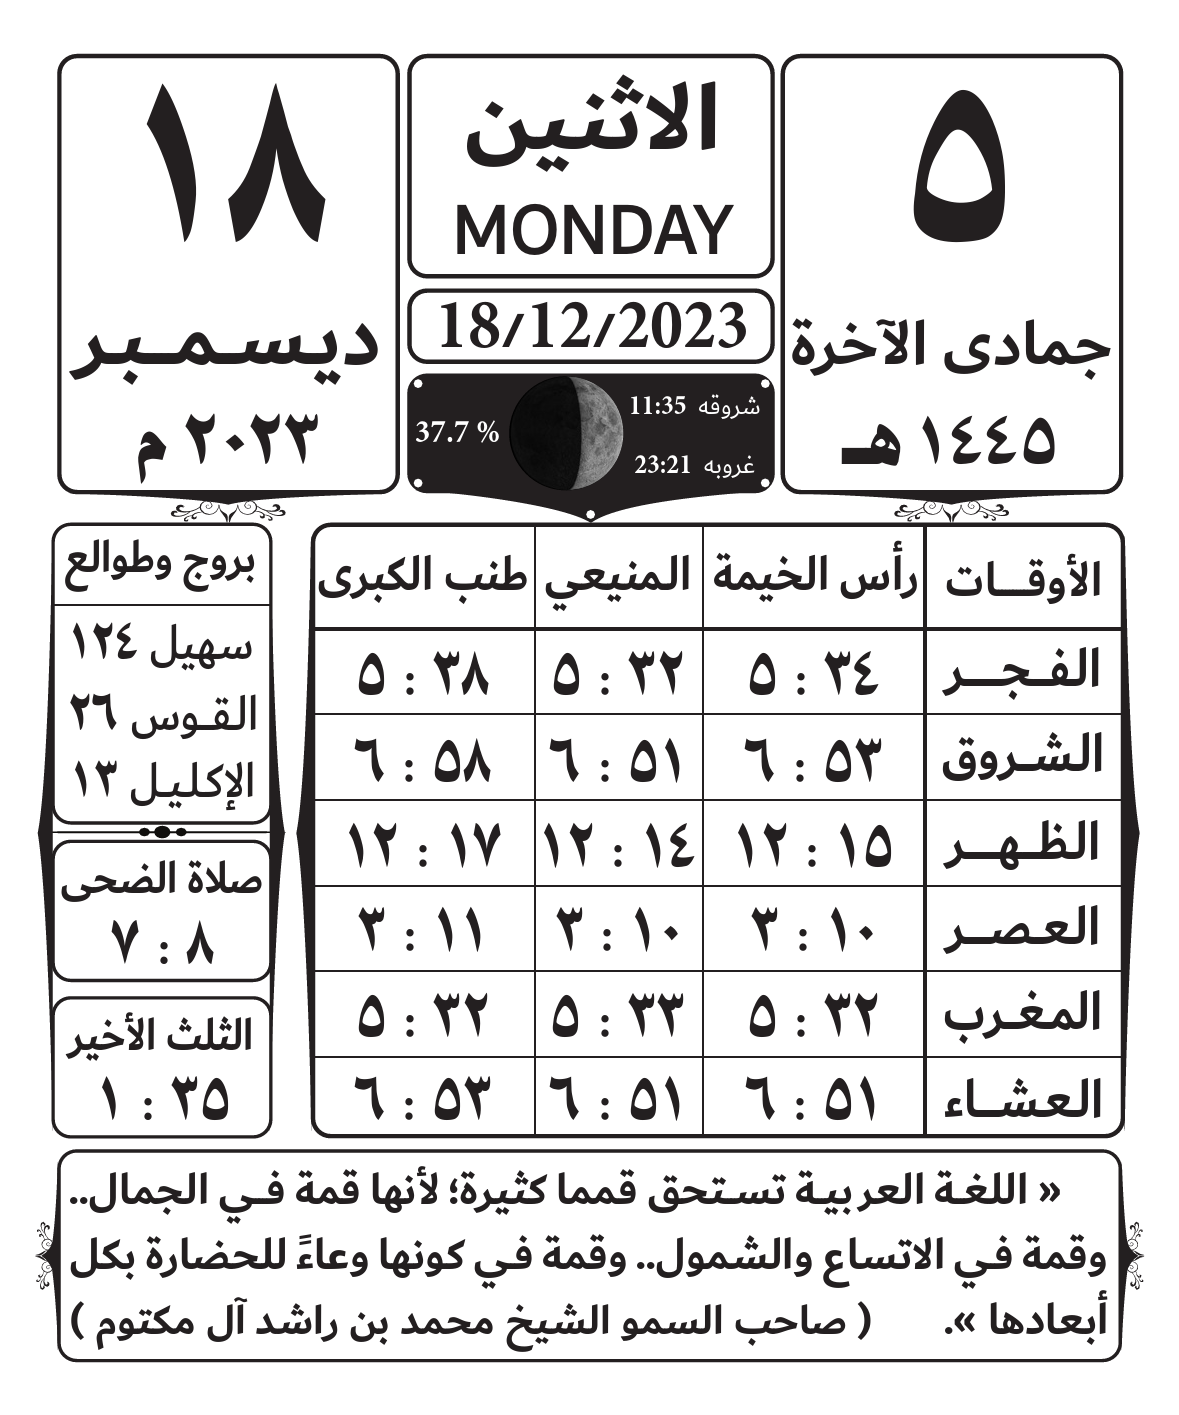 ٥
جمادى الآخرة
١٤٤٥ هـ
الاثنين
MONDAY
18/12/2023
شروقه 11:35
37.7 %
غروبه 23:21
١٨
ديسمبر
٢٠٢٣ م
الأوقات رأس الخيمة المنيعي طنب الكبرى
الفجر ٣٤ : ٥ ٣٢ : ٥ ٣٨ : ٥
الشروق ٥٣ : ٦ ٥١ : ٦ ٥٨ : ٦
الظهر ١٥ : ١٢ ١٤ : ١٢ ١٧ : ١٢
العصر ١٠ : ٣ ١٠ : ٣ ١١ : ٣
المغرب ٣٢ : ٥ ٣٣ : ٥ ٣٢ : ٥
العشاء ٥١ : ٦ ٥١ : ٦ ٥٣ : ٦
بروج وطوالع
سهيل ١٢٤
القوس ٢٦
الإكليل ١٣
صلاة الضحى
٨ : ٧
الثلث الأخير
٣٥ : ١
« اللغة العربية تستحق قمما كثيرة؛ لأنها قمة في الجمال..
وقمة في الاتساع والشمول.. وقمة في كونها وعاءً للحضارة بكل
أبعادها ». ( صاحب السمو الشيخ محمد بن راشد آل مكتوم )